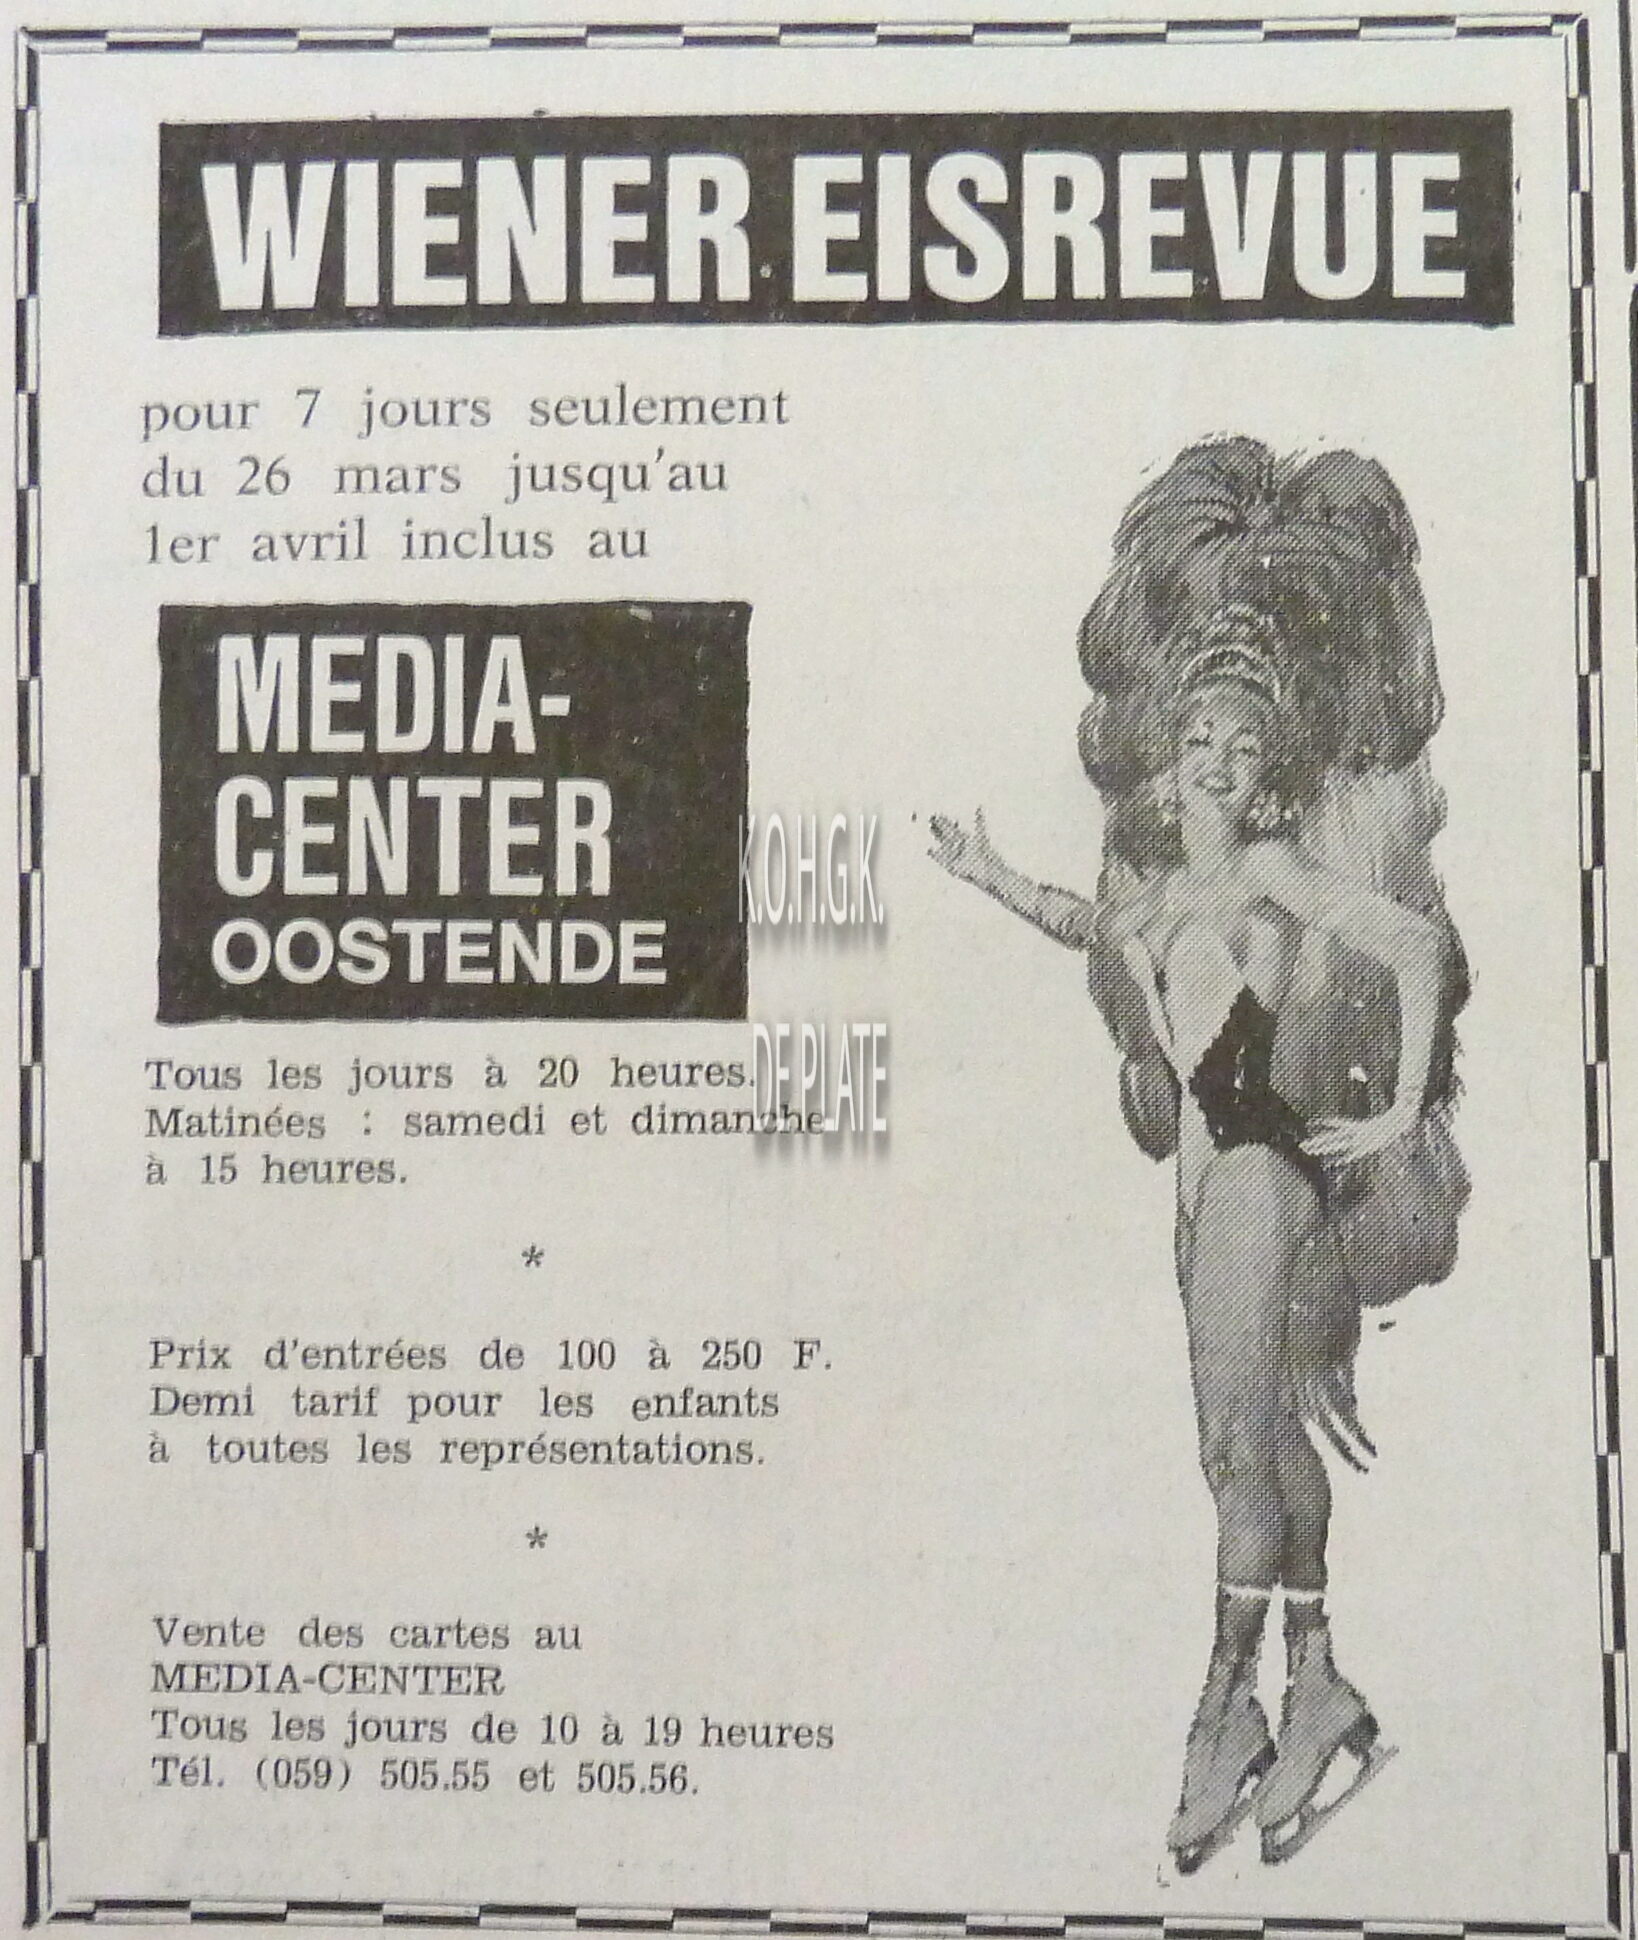 WIENER EISREVUE
pour 7 jours seulement
du 26 mars jusqu'au
1er avril inclus au
MEDIA-
CENTER
OOSTENDE
K.O.H.G.K.
DE PLATE
Tous les jours à 20 heures.
Matinées : samedi et dimanche
à 15 heures.
*
Prix d'entrées de 100 à 250 F.
Demi tarif pour les enfants
à toutes les représentations.
*
Vente des cartes au
MEDIA-CENTER
Tous les jours de 10 à 19 heures
Tél. (059) 505.55 et 505.56.